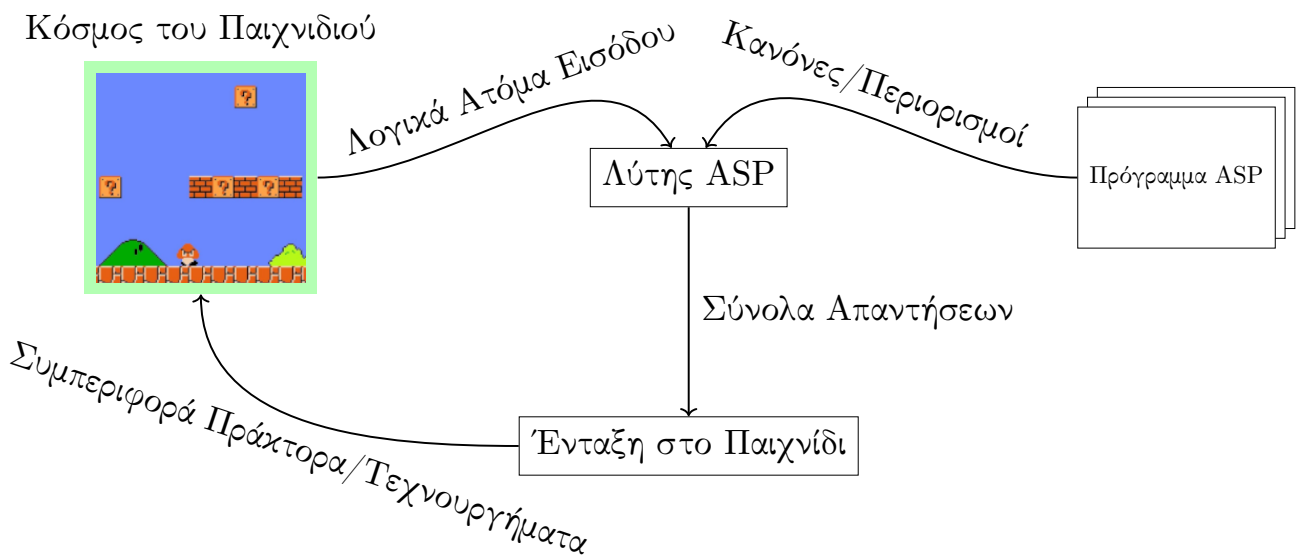 Κόσμος του Παιχνιδιού
Λογικά Ατόμα Εισόδου
Κανόνες/Περιορισμοί
Λύτης ASP
Πρόγραμμα ASP
Σύνολα Απαντήσεων
Συμπεριφορά Πράκτορα/Τεχνουργήματα
Ένταξη στο Παιχνίδι
?
?
? ?